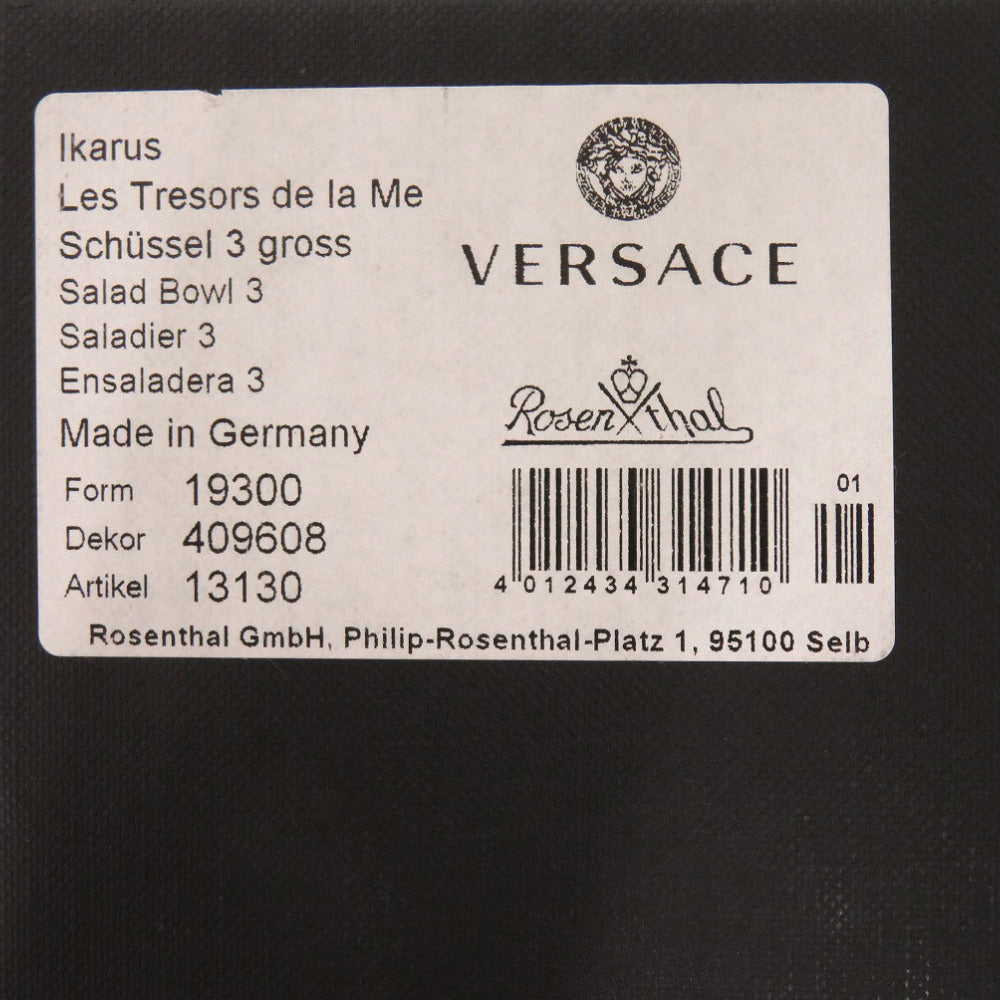 Ikarus
Les Tresors de la Me
Schüssel 3 gross
Salad Bowl 3
Saladier 3
Ensaladera 3
Made in Germany
Form 19300
Dekor 409608
Artikel 13130
VERSACE
Rosenthal
01
4 012434 314710
Rosenthal GmbH, Philip-Rosenthal-Platz 1, 95100 Selb